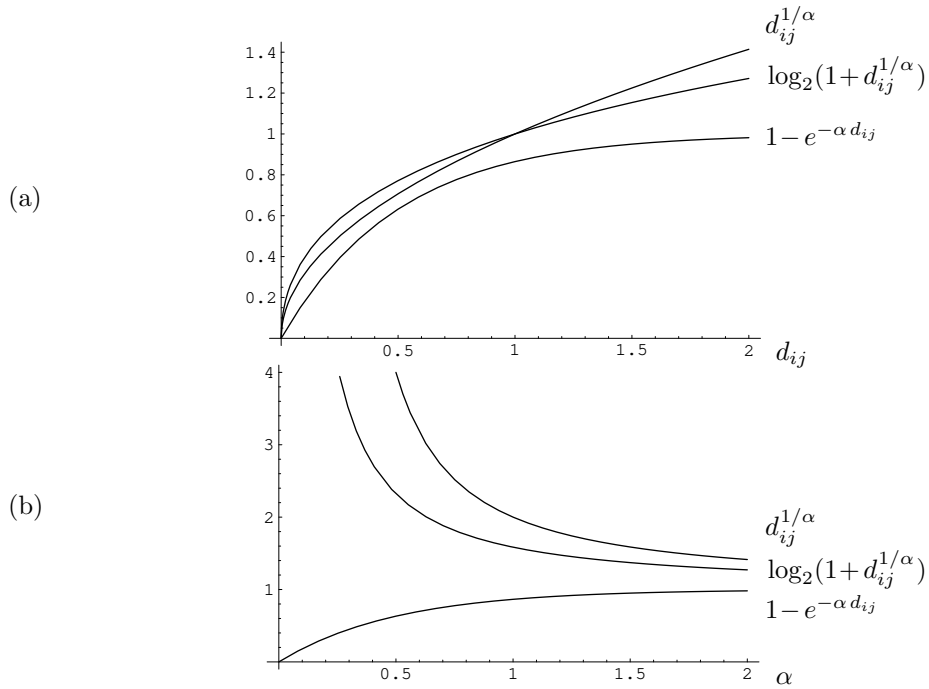 d_{ij}^{1/α}
1.4
log₂(1+d_{ij}^{1/α})
1.2
1
1−e^{−α d_{ij}}
0.8
(a)
0.6
0.4
0.2
0.5 1 1.5 2 d_{ij}
4
3
(b)
2
d_{ij}^{1/α}
log₂(1+d_{ij}^{1/α})
1
1−e^{−α d_{ij}}
0.5 1 1.5 2 α